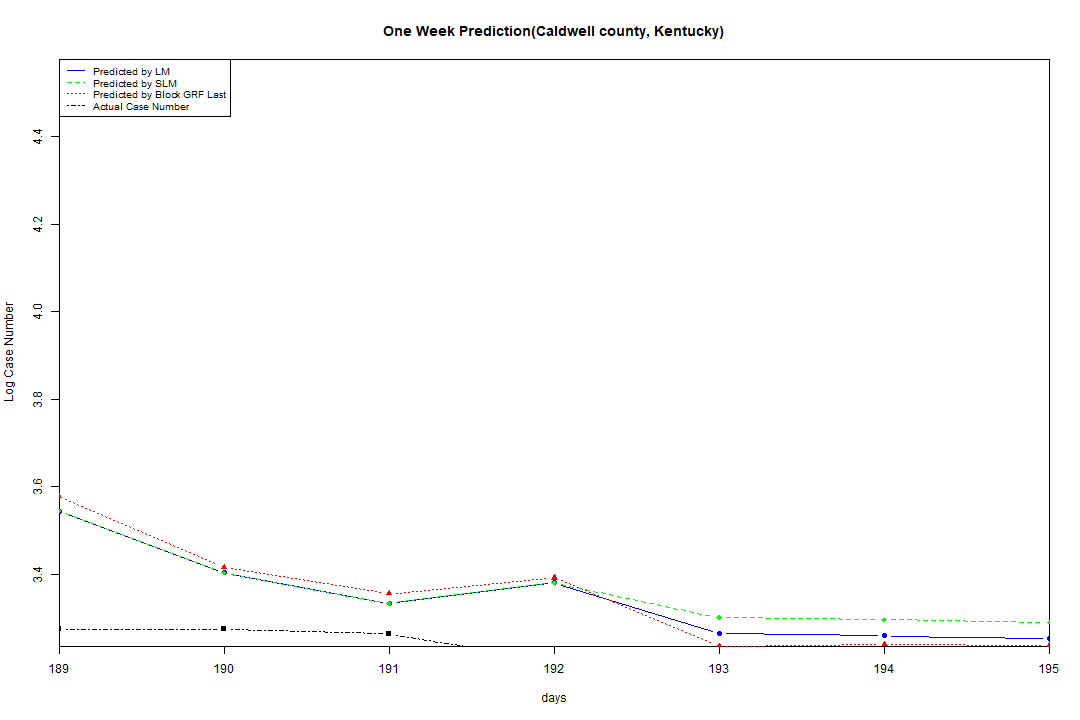 One Week Prediction(Caldwell county, Kentucky)
Predicted by LM
Predicted by SLM
Predicted by Block GRF Last
Actual Case Number
4.4
4.2
4.0
3.8
3.6
3.4
Log Case Number
189 190 191 192 193 194 195
days